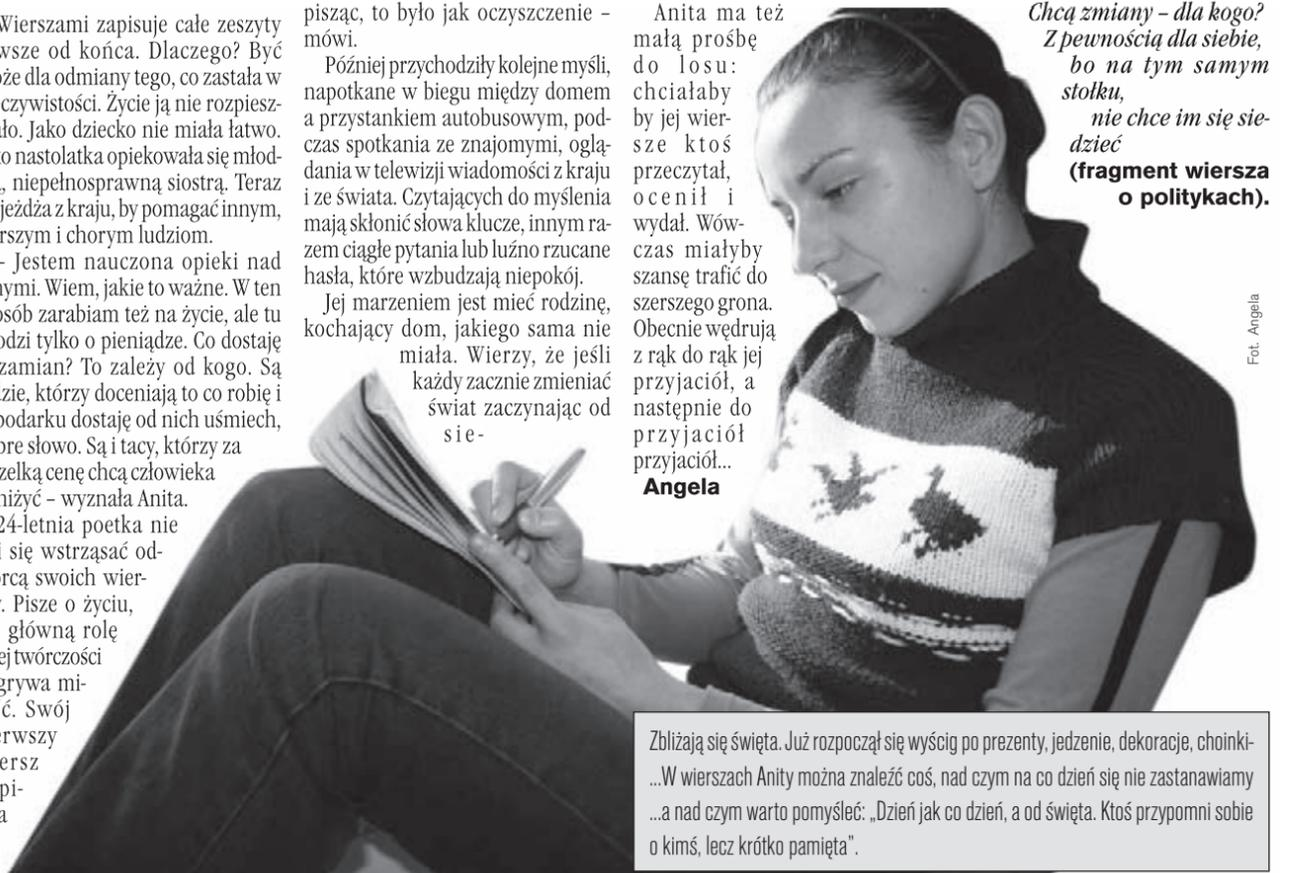 Wierszami zapisuje całe zeszyty
wsze od końca. Dlaczego? Być
oże dla odmiany tego, co zastała w
czywistości. Życie ją nie rozpiesz-
ało. Jako dziecko nie miała łatwo.
o nastolatka opiekowała się młod-
, niepełnosprawną siostrą. Teraz
jeżdża z kraju, by pomagać innym,
rszym i chorym ludziom.
– Jestem nauczona opieki nad
nymi. Wiem, jakie to ważne. W ten
osób zarabiam też na życie, ale tu
odzi tylko o pieniądze. Co dostaję
zamian? To zależy od kogo. Są
dzie, którzy doceniają to co robię i
podarku dostaję od nich uśmiech,
bre słowo. Są i tacy, którzy za
zelką cenę chcą człowieka
niżyć – wyznała Anita.
24-letnia poetka nie
i się wstrząsać od-
orcą swoich wier-
. Pisze o życiu,
główną rolę
ej twórczości
grywa mi-
ć. Swój
erwszy
ersz
pi-
a
pisząc, to było jak oczyszczenie –
mówi.
Później przychodziły kolejne myśli,
napotkane w biegu między domem
a przystankiem autobusowym, pod-
czas spotkania ze znajomymi, oglą-
dania w telewizji wiadomości z kraju
i ze świata. Czytających do myślenia
mają skłonić słowa klucze, innym ra-
zem ciągłe pytania lub luźno rzucane
hasła, które wzbudzają niepokój.
Jej marzeniem jest mieć rodzinę,
kochający dom, jakiego sama nie
miała. Wierzy, że jeśli
każdy zacznie zmieniać
świat zaczynając od
sie-
Anita ma też
małą prośbę
do losu:
chciałaby
by jej wier-
sze ktoś
przeczytał,
ocenił i
wydał. Wów-
czas miałyby
szansę trafić do
szerszego grona.
Obecnie wędrują
z rąk do rąk jej
przyjaciół, a
następnie do
przyjaciół
przyjaciół...
Angela
Chcą zmiany – dla kogo?
Z pewnością dla siebie,
bo na tym samym
stołku,
nie chce im się sie-
dzieć
(fragment wiersza
o politykach).
Fot. Angela
Zbliżają się święta. Już rozpoczął się wyścig po prezenty, jedzenie, dekoracje, choinki-
...W wierszach Anity można znaleźć coś, nad czym na co dzień się nie zastanawiamy
...a nad czym warto pomyśleć: „Dzień jak co dzień, a od święta. Ktoś przypomni sobie
o kimś, lecz krótko pamięta”.